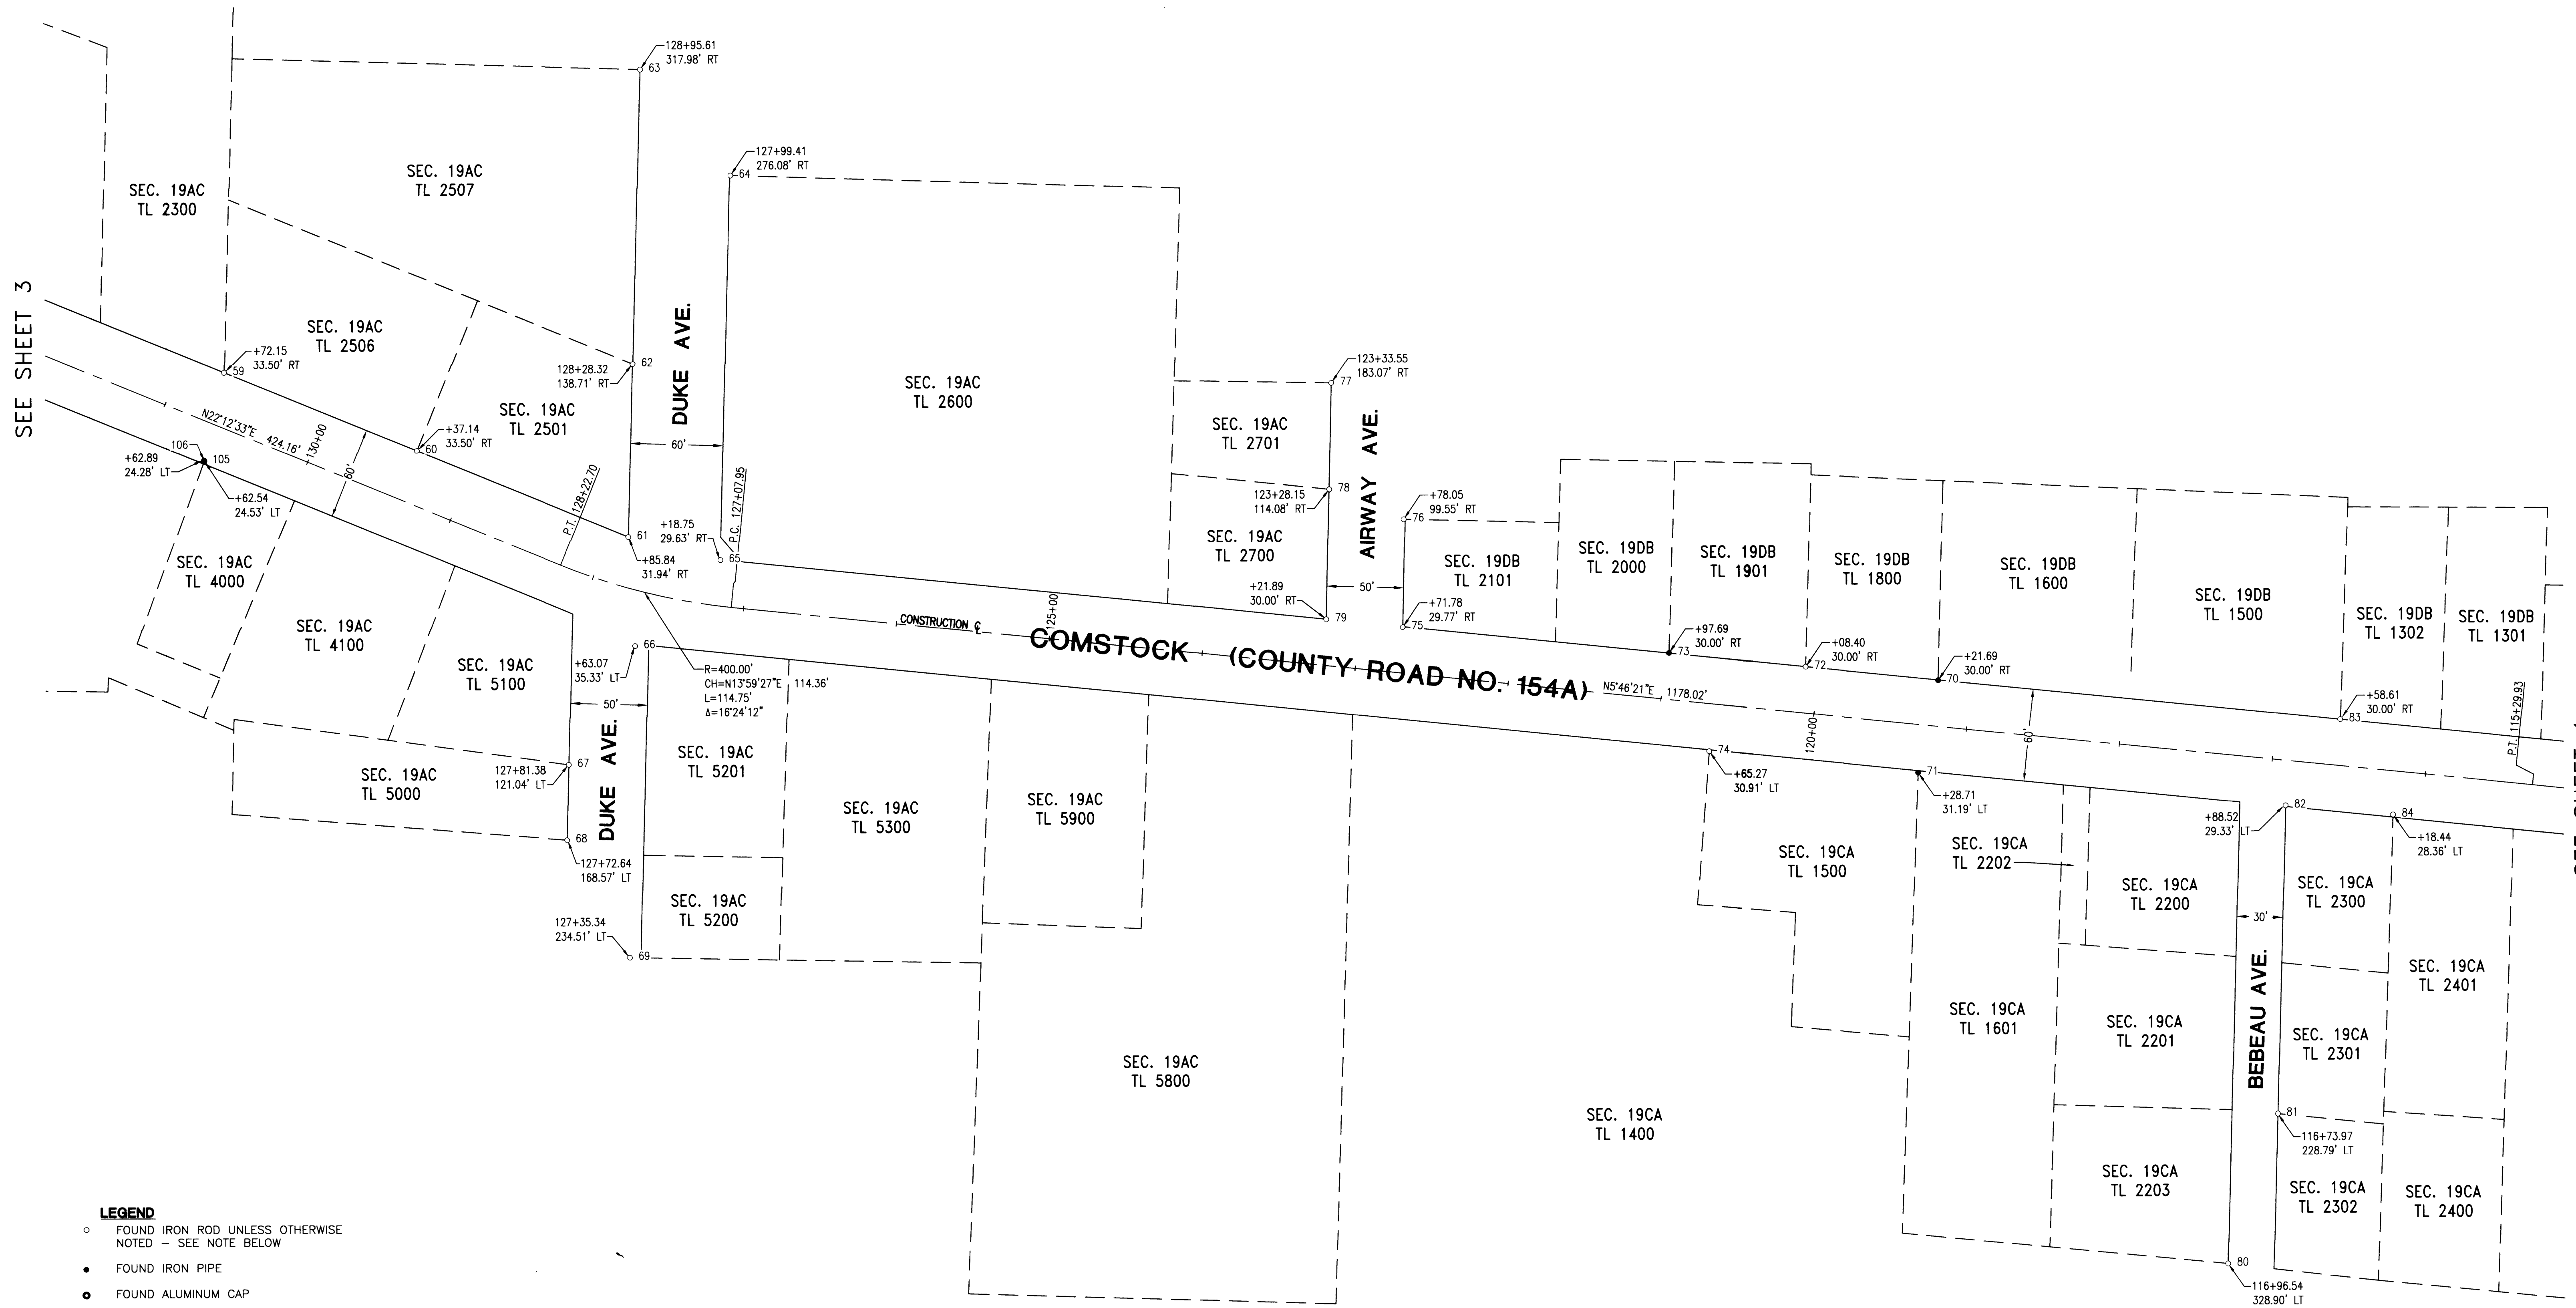 128+95.61
317.98' RT
63
127+99.41
276.08' RT
64
SEC. 19AC
TL 2300
SEC. 19AC
TL 2507
SEE SHEET 3
SEC. 19AC
TL 2506
+72.15
33.50' RT
59
128+28.32
138.71' RT
62
DUKE AVE.
60'
SEC. 19AC
TL 2501
+37.14
33.50' RT
60
N22°12'33"E 424.16'
130+00
60'
106
105
+62.89
24.28' LT
+62.54
24.53' LT
P.T. 128+22.70
P.C. 127+07.95
61
+85.84
31.94' RT
+18.75
29.63' RT
65
SEC. 19AC
TL 2600
SEC. 19AC
TL 2701
SEC. 19AC
TL 2700
123+33.55
183.07' RT
77
123+28.15
114.08' RT
78
AIRWAY AVE.
50'
+21.89
30.00' RT
79
+78.05
99.55' RT
76
+71.78
29.77' RT
75
SEC. 19DB
TL 2101
SEC. 19DB
TL 2000
SEC. 19DB
TL 1901
SEC. 19DB
TL 1800
SEC. 19DB
TL 1600
SEC. 19DB
TL 1500
SEC. 19DB
TL 1302
SEC. 19DB
TL 1301
+97.69
30.00' RT
73
+08.40
30.00' RT
72
+21.69
30.00' RT
70
+58.61
30.00' RT
83
P.T. 115+29.93
CONSTRUCTION ℄
125+00
COMSTOCK (COUNTY ROAD NO. 154A)
N5°46'21"E 1178.02'
120+00
60'
SEC. 19AC
TL 4000
SEC. 19AC
TL 4100
SEC. 19AC
TL 5100
SEC. 19AC
TL 5000
66
+63.07
35.33' LT
R=400.00'
CH=N13°59'27"E 114.36'
L=114.75'
Δ=16°24'12"
50'
DUKE AVE.
67
127+81.38
121.04' LT
68
127+72.64
168.57' LT
127+35.34
234.51' LT
69
SEC. 19AC
TL 5201
SEC. 19AC
TL 5200
SEC. 19AC
TL 5300
SEC. 19AC
TL 5900
SEC. 19AC
TL 5800
74
+65.27
30.91' LT
71
+28.71
31.19' LT
SEC. 19CA
TL 1500
SEC. 19CA
TL 1400
SEC. 19CA
TL 2202
SEC. 19CA
TL 1601
SEC. 19CA
TL 2200
SEC. 19CA
TL 2201
SEC. 19CA
TL 2203
+88.52
29.33' LT
82
84
+18.44
28.36' LT
30'
BEBEAU AVE.
SEC. 19CA
TL 2300
SEC. 19CA
TL 2301
SEC. 19CA
TL 2302
SEC. 19CA
TL 2401
SEC. 19CA
TL 2400
81
116+73.97
228.79' LT
80
116+96.54
328.90' LT
LEGEND
FOUND IRON ROD UNLESS OTHERWISE
NOTED – SEE NOTE BELOW
FOUND IRON PIPE
FOUND ALUMINUM CAP